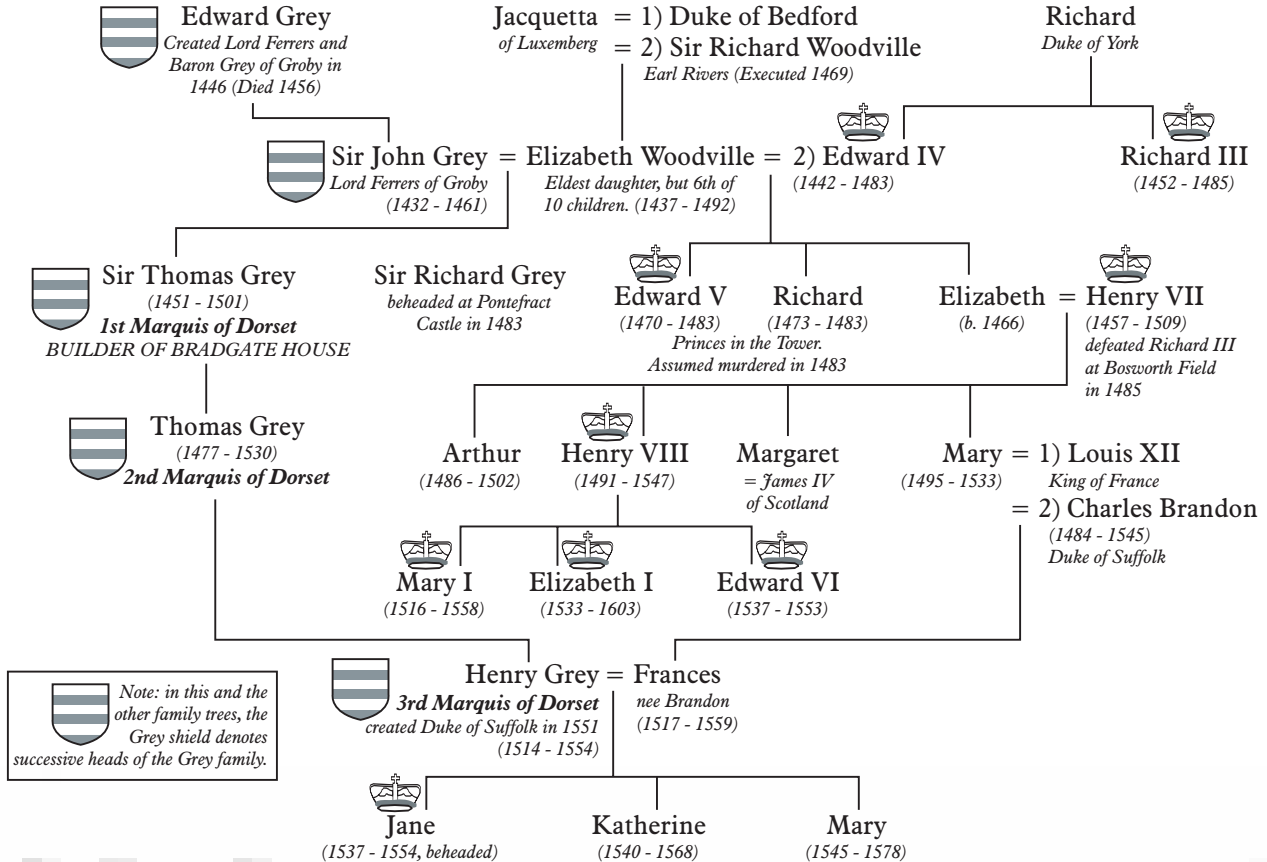 Edward Grey
Created Lord Ferrers and
Baron Grey of Groby in
1446 (Died 1456)
Jacquetta = 1) Duke of Bedford
of Luxemberg = 2) Sir Richard Woodville
Earl Rivers (Executed 1469)
Richard
Duke of York
Sir John Grey = Elizabeth Woodville = 2) Edward IV
Lord Ferrers of Groby
(1432 - 1461)
Eldest daughter, but 6th of
10 children. (1437 - 1492)
(1442 - 1483)
Richard III
(1452 - 1485)
Sir Thomas Grey
(1451 - 1501)
1st Marquis of Dorset
BUILDER OF BRADGATE HOUSE
Sir Richard Grey
beheaded at Pontefract
Castle in 1483
Edward V
(1470 - 1483)
Richard
(1473 - 1483)
Princes in the Tower.
Assumed murdered in 1483
Elizabeth = Henry VII
(b. 1466)
(1457 - 1509)
defeated Richard III
at Bosworth Field
in 1485
Thomas Grey
(1477 - 1530)
2nd Marquis of Dorset
Arthur
(1486 - 1502)
Henry VIII
(1491 - 1547)
Margaret
= James IV
of Scotland
Mary = 1) Louis XII
(1495 - 1533)
King of France
= 2) Charles Brandon
(1484 - 1545)
Duke of Suffolk
Mary I
(1516 - 1558)
Elizabeth I
(1533 - 1603)
Edward VI
(1537 - 1553)
Henry Grey = Frances
3rd Marquis of Dorset
created Duke of Suffolk in 1551
(1514 - 1554)
nee Brandon
(1517 - 1559)
Note: in this and the
other family trees, the
Grey shield denotes
successive heads of the Grey family.
Jane
(1537 - 1554, beheaded)
Katherine
(1540 - 1568)
Mary
(1545 - 1578)